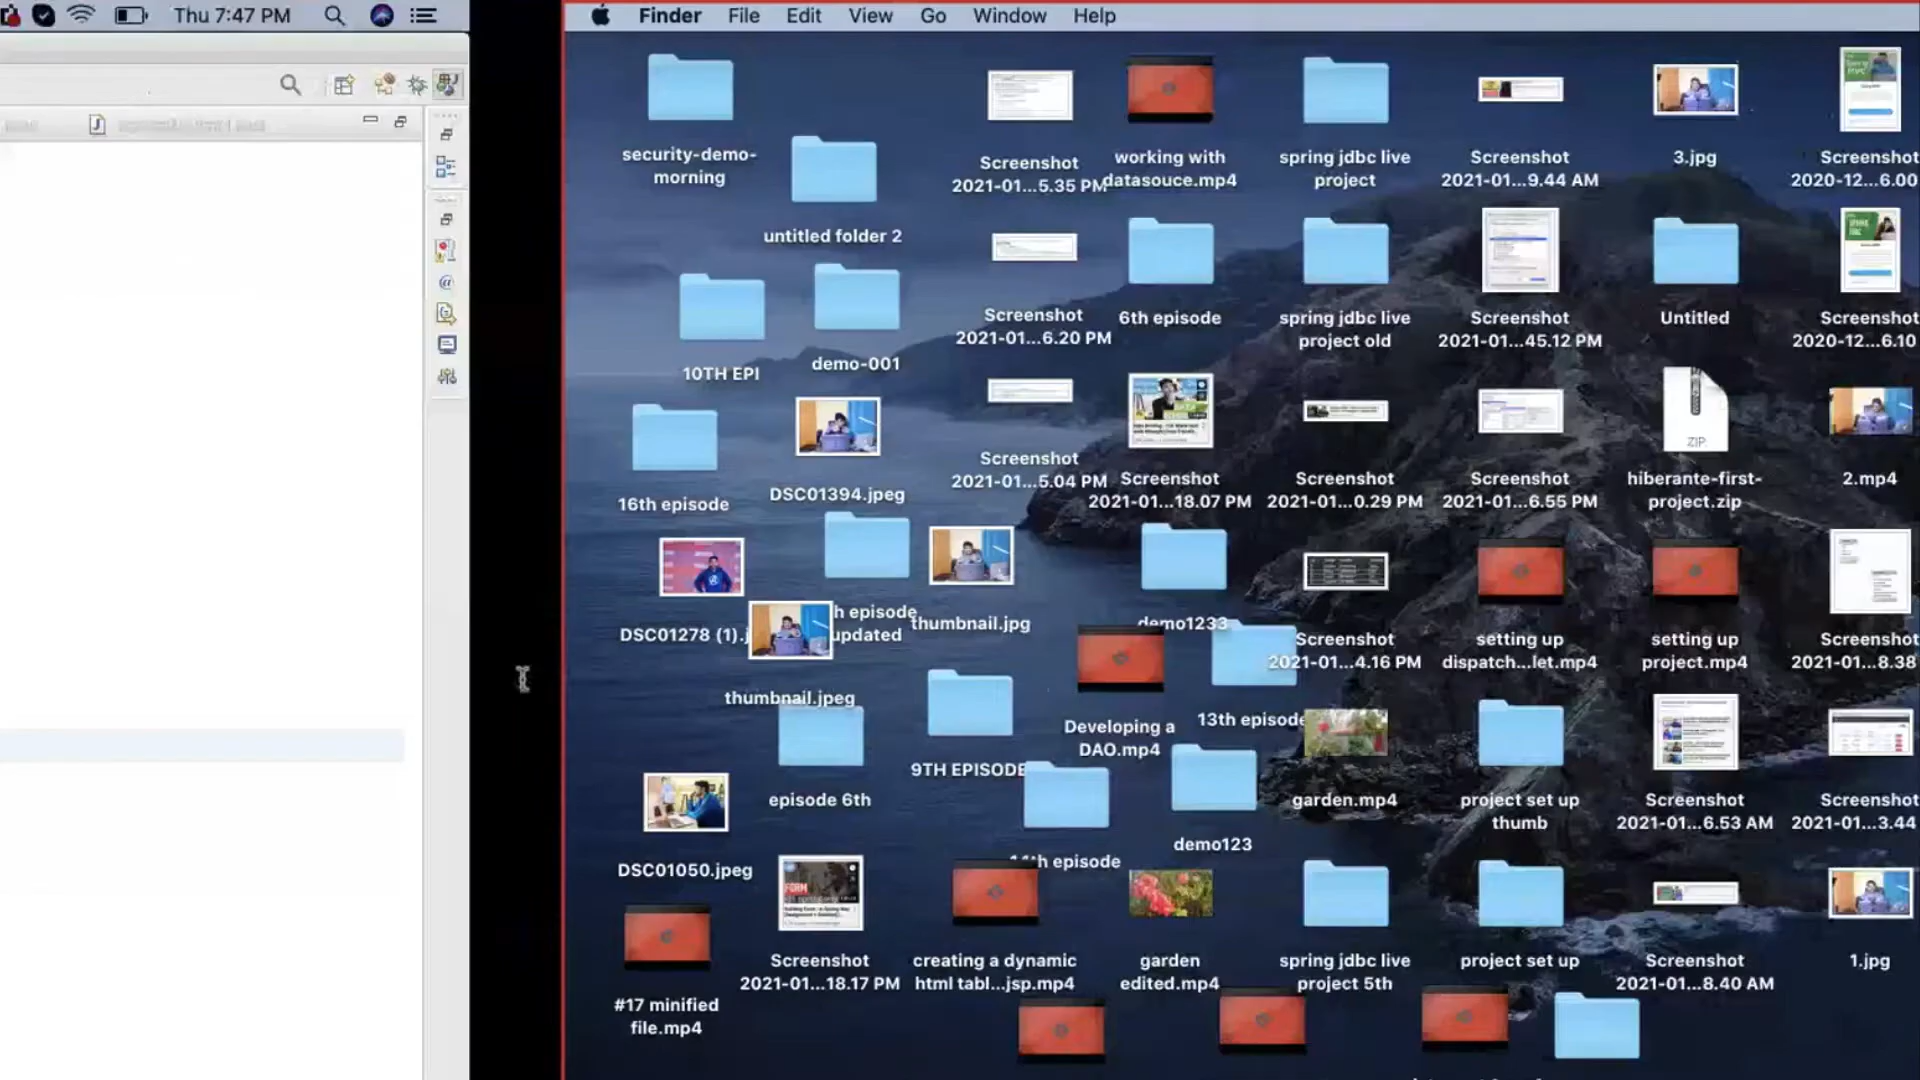 Thu 7:47 PM
Finder File Edit View Go Window Help
security-demo-
morning
untitled folder 2
Screenshot
2021-01...5.35 PM
working with
datasouce.mp4
spring jdbc live
project
Screenshot
2021-01...9.44 AM
3.jpg
Screenshot
2020-12...6.00
10TH EPI
demo-001
Screenshot
2021-01...6.20 PM
6th episode
spring jdbc live
project old
Screenshot
2021-01...45.12 PM
Untitled
Screenshot
2020-12...6.10
16th episode
DSC01394.jpeg
Screenshot
2021-01...5.04 PM
Screenshot
2021-01...18.07 PM
Screenshot
2021-01...0.29 PM
Screenshot
2021-01...6.55 PM
ZIP
hiberante-first-
project.zip
2.mp4
DSC01278 (1).j
h episode
updated
thumbnail.jpg
demo1233
Screenshot
2021-01...4.16 PM
setting up
dispatch...let.mp4
setting up
project.mp4
Screenshot
2021-01...8.38
thumbnail.jpeg
9TH EPISODE
Developing a
DAO.mp4
13th episode
garden.mp4
project set up
thumb
Screenshot
2021-01...6.53 AM
Screenshot
2021-01...3.44
DSC01050.jpeg
episode 6th
14th episode
demo123
FORM
#17 minified
file.mp4
Screenshot
2021-01...18.17 PM
creating a dynamic
html tabl...jsp.mp4
garden
edited.mp4
spring jdbc live
project 5th
project set up
Screenshot
2021-01...8.40 AM
1.jpg